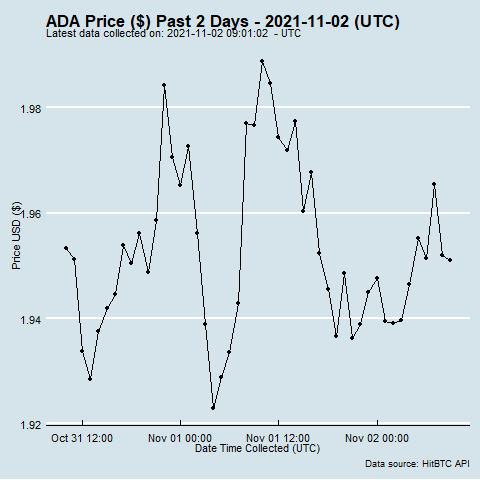 ADA Price ($) Past 2 Days - 2021-11-02 (UTC)
Latest data collected on: 2021-11-02 09:01:02 - UTC
1.98
1.96
1.94
1.92
Price USD ($)
Oct 31 12:00 Nov 01 00:00 Nov 01 12:00 Nov 02 00:00
Date Time Collected (UTC)
Data source: HitBTC API